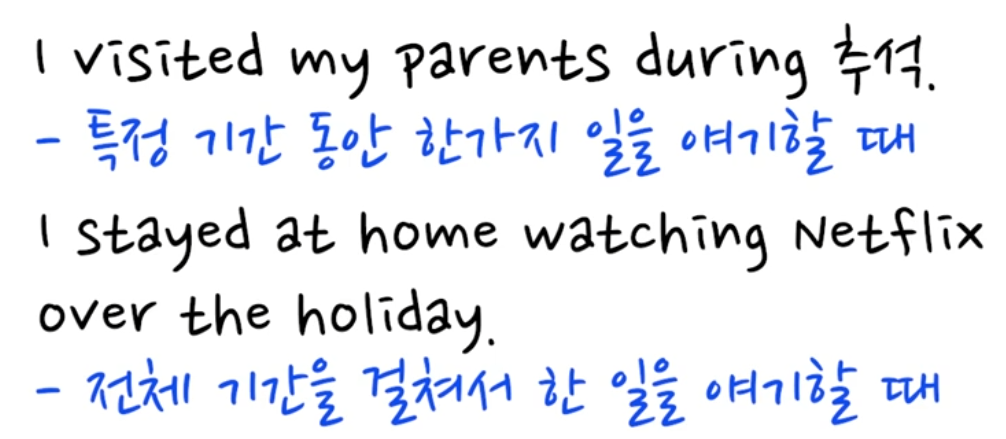 I visited my parents during 추석.
- 특정 기간 동안 한가지 일을 얘기할 때
I stayed at home watching Netflix
over the holiday.
- 전체 기간을 걸쳐서 한 일을 얘기할 때